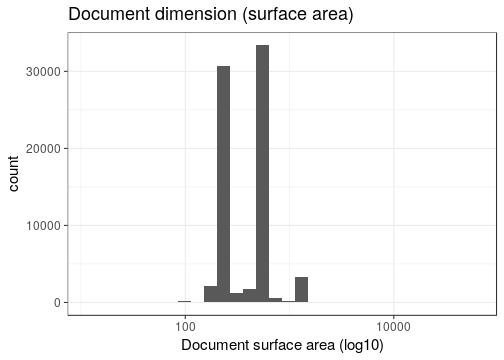 Document dimension (surface area)
30000
20000
10000
0
count
100 10000
Document surface area (log10)